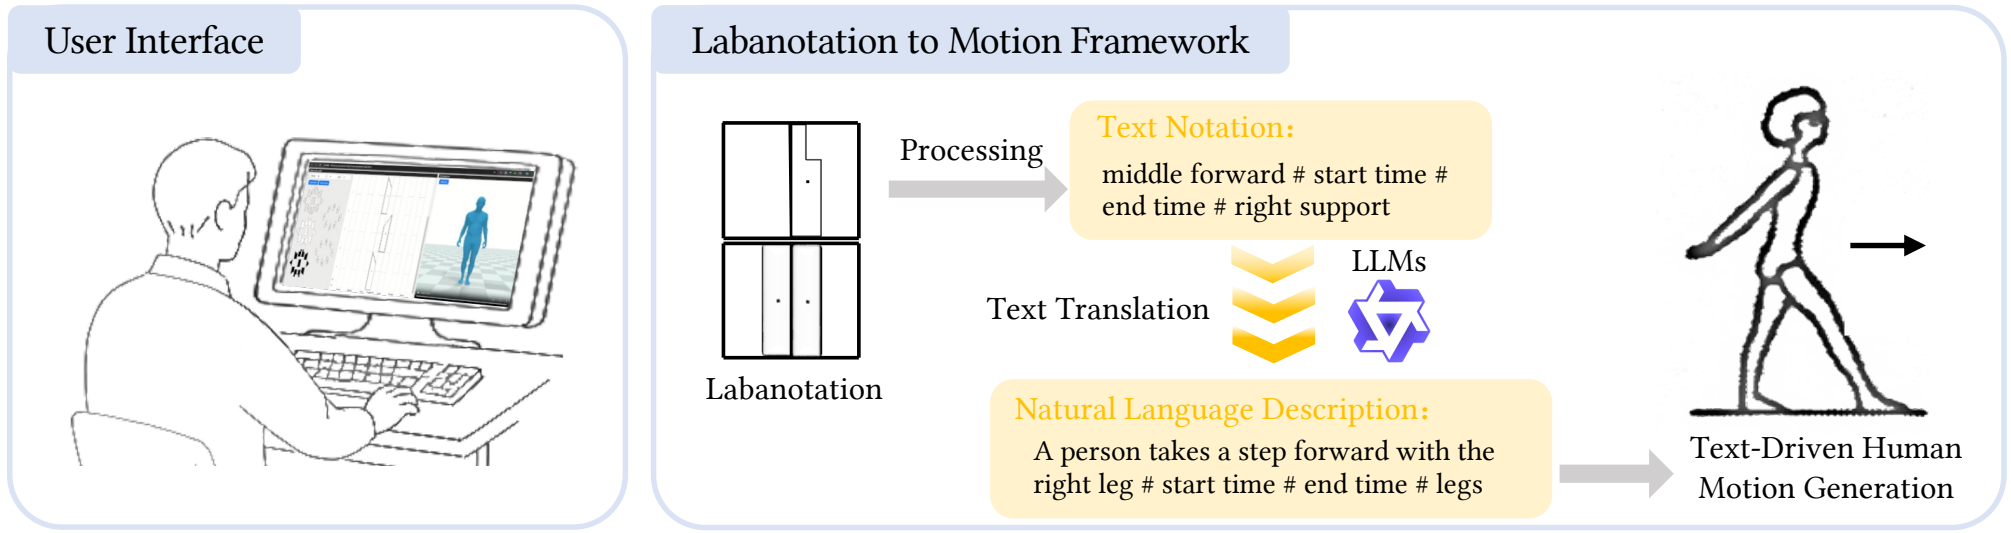 User Interface
Labanotation to Motion Framework
Labanotation
Processing
Text Notation：
middle forward # start time #
end time # right support
Text Translation
LLMs
Natural Language Description：
A person takes a step forward with the
right leg # start time # end time # legs
Text-Driven Human
Motion Generation